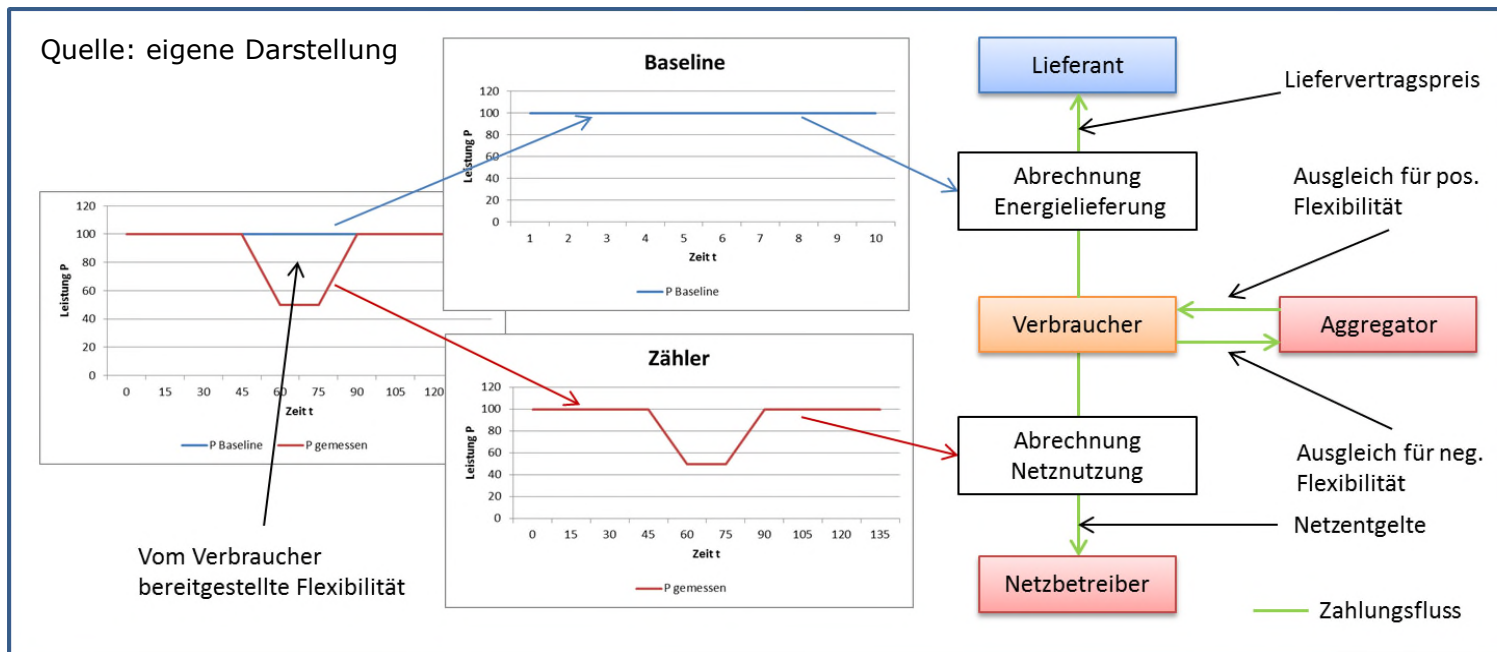 Quelle: eigene Darstellung
120
100
80
60
40
20
0
Leistung P
0 15 30 45 60 75 90 105 120
Zeit t
P Baseline P gemessen
Vom Verbraucher
bereitgestellte Flexibilität
Baseline
120
100
80
60
40
20
0
Leistung P
1 2 3 4 5 6 7 8 9 10
Zeit t
P Baseline
Zähler
120
100
80
60
40
20
0
Leistung P
0 15 30 45 60 75 90 105 120 135
Zeit t
P gemessen
Lieferant
Liefervertragspreis
Abrechnung
Energielieferung
Ausgleich für pos.
Flexibilität
Verbraucher
Aggregator
Abrechnung
Netznutzung
Ausgleich für neg.
Flexibilität
Netzentgelte
Netzbetreiber
Zahlungsfluss